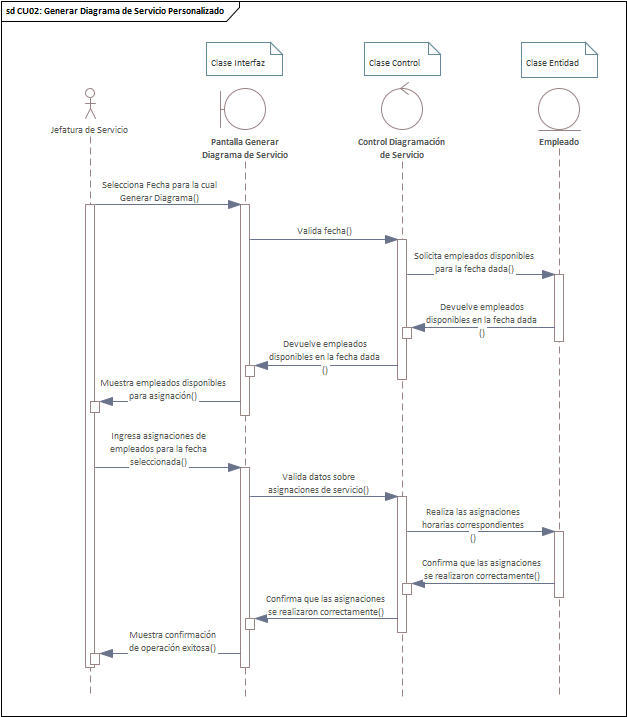 sd CU02: Generar Diagrama de Servicio Personalizado
Clase Interfaz
Clase Control
Clase Entidad
Jefatura de Servicio
Pantalla Generar
Diagrama de Servicio
Control Diagramación
de Servicio
Empleado
Selecciona Fecha para la cual
Generar Diagrama()
Valida fecha()
Solicita empleados disponibles
para la fecha dada()
Devuelve empleados
disponibles en la fecha dada
()
Devuelve empleados
disponibles en la fecha dada
()
Muestra empleados disponibles
para asignación()
Ingresa asignaciones de
empleados para la fecha
seleccionada()
Valida datos sobre
asignaciones de servicio()
Realiza las asignaciones
horarias correspondientes
()
Confirma que las asignaciones
se realizaron correctamente()
Confirma que las asignaciones
se realizaron correctamente()
Muestra confirmación
de operación exitosa()